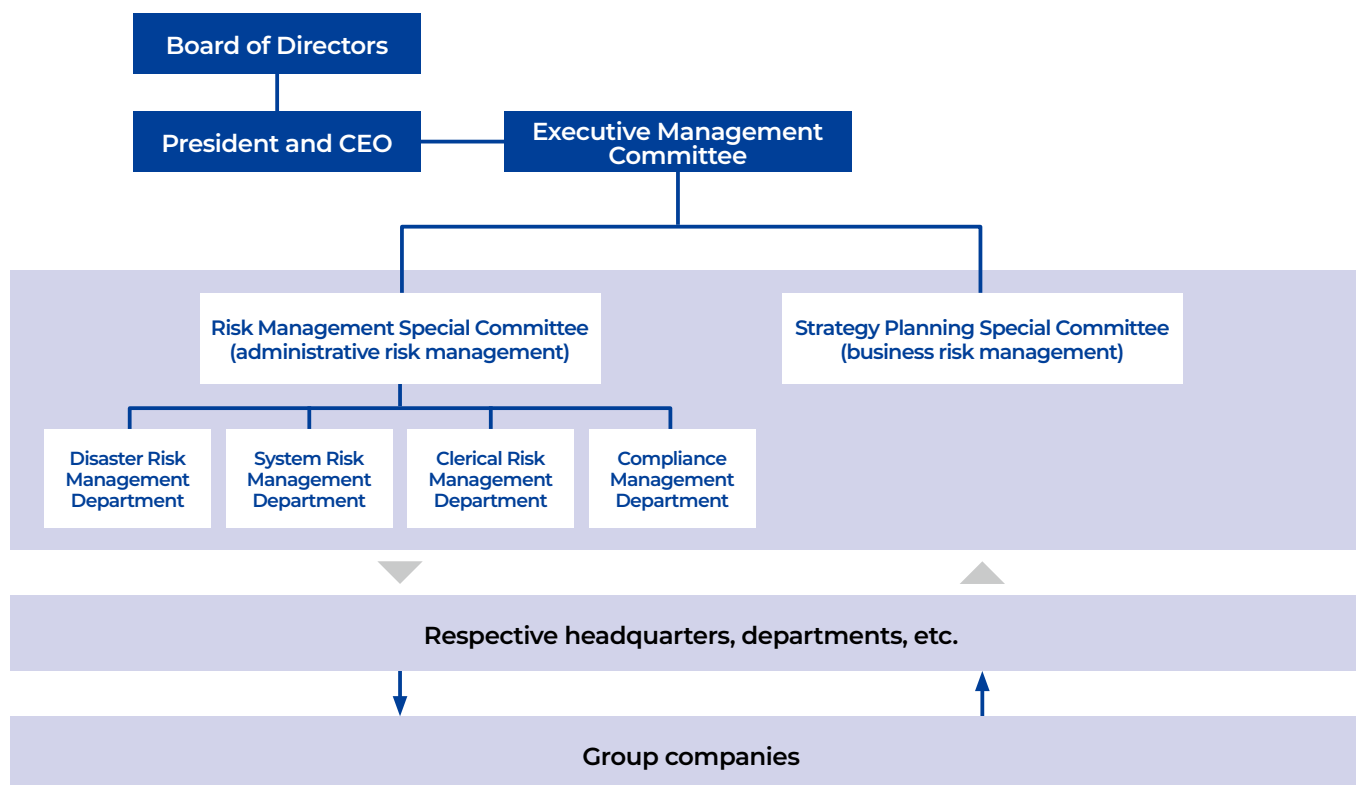 Board of Directors
President and CEO
Executive Management
Committee
Risk Management Special Committee
(administrative risk management)
Strategy Planning Special Committee
(business risk management)
Disaster Risk
Management
Department
System Risk
Management
Department
Clerical Risk
Management
Department
Compliance
Management
Department
Respective headquarters, departments, etc.
Group companies